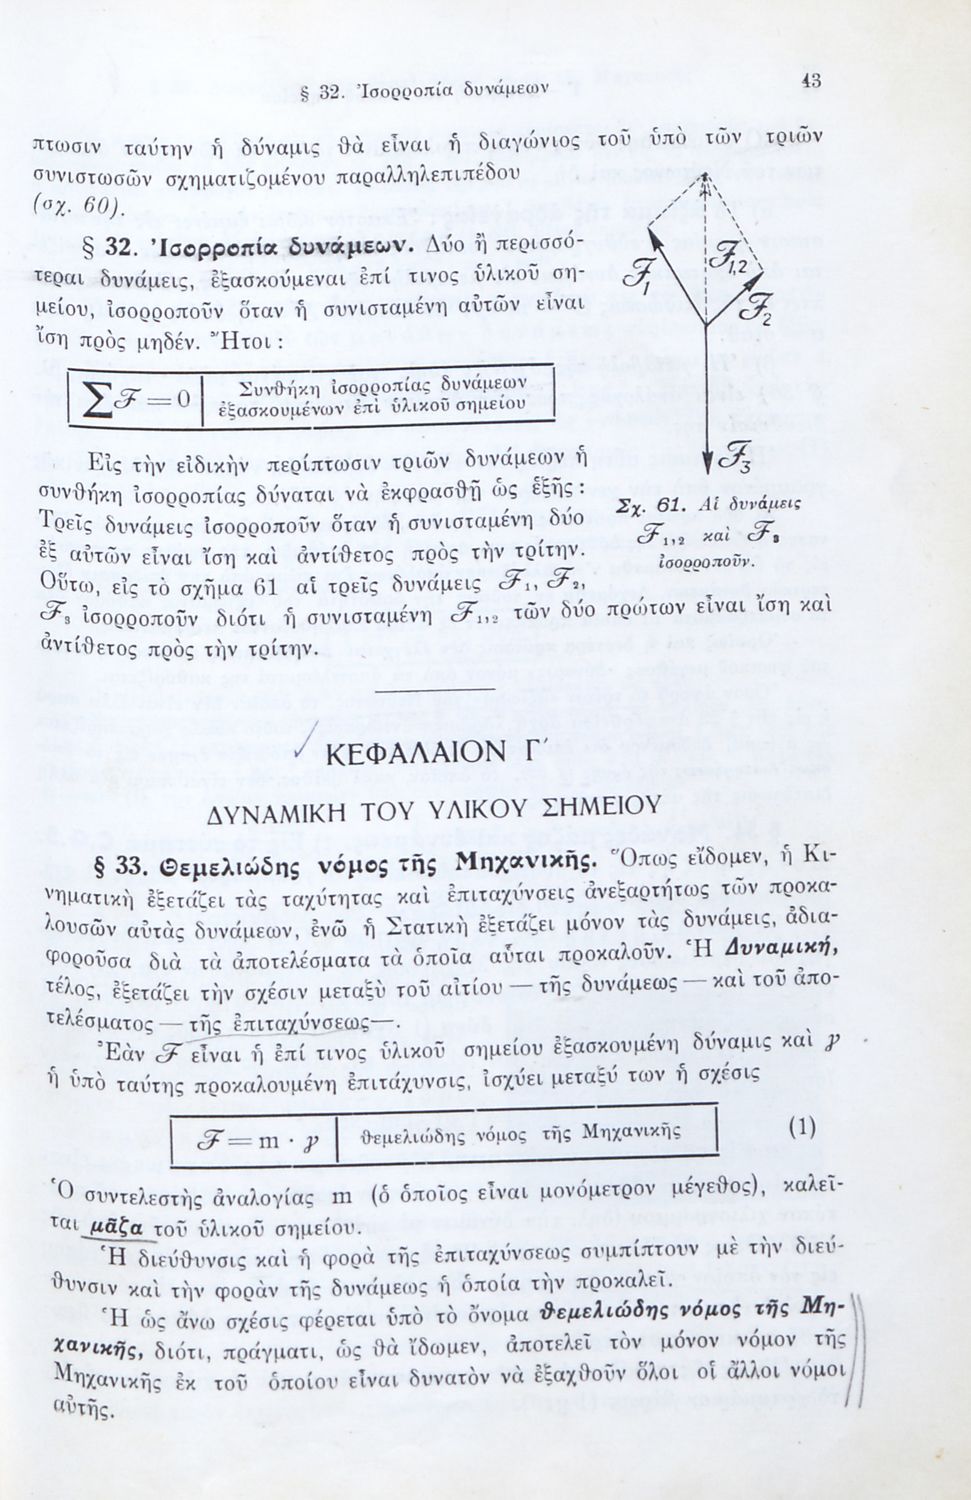 § 32. Ἰσορροπία δυνάμεων 43
πτωσιν ταύτην ἡ δύναμις θὰ εἶναι ἡ διαγώνιος τοῦ ὑπὸ τῶν τριῶν
συνιστωσῶν σχηματιζομένου παραλληλεπιπέδου
(σχ. 60).
§ 32. Ἰσορροπία δυνάμεων. Δύο ἢ περισσό-
τεραι δυνάμεις, ἐξασκούμεναι ἐπί τινος ὑλικοῦ ση-
μείου, ἰσορροποῦν ὅταν ἡ συνισταμένη αὐτῶν εἶναι
ἴση πρὸς μηδέν. Ἤτοι :
∑ℱ = 0 Συνθήκη ἰσορροπίας δυνάμεων
ἐξασκουμένων ἐπὶ ὑλικοῦ σημείου
Εἰς τὴν εἰδικὴν περίπτωσιν τριῶν δυνάμεων ἡ
συνθήκη ἰσορροπίας δύναται νὰ ἐκφρασθῇ ὡς ἑξῆς :
Τρεῖς δυνάμεις ἰσορροποῦν ὅταν ἡ συνισταμένη δύο
ἐξ αὐτῶν εἶναι ἴση καὶ ἀντίθετος πρὸς τὴν τρίτην.
Οὕτω, εἰς τὸ σχῆμα 61 αἱ τρεῖς δυνάμεις ℱ₁, ℱ₂,
ℱ₃ ἰσορροποῦν διότι ἡ συνισταμένη ℱ₁,₂ τῶν δύο πρώτων εἶναι ἴση καὶ
ἀντίθετος πρὸς τὴν τρίτην.
ℱ₁
ℱ₁,₂
ℱ₂
ℱ₃
Σχ. 61. Αἱ δυνάμεις
ℱ₁,₂ καὶ ℱ₃
ἰσορροποῦν.
ΚΕΦΑΛΑΙΟΝ Γ΄
ΔΥΝΑΜΙΚΗ ΤΟΥ ΥΛΙΚΟΥ ΣΗΜΕΙΟΥ
§ 33. Θεμελιώδης νόμος τῆς Μηχανικῆς. Ὅπως εἴδομεν, ἡ Κι-
νηματικὴ ἐξετάζει τὰς ταχύτητας καὶ ἐπιταχύνσεις ἀνεξαρτήτως τῶν προκα-
λουσῶν αὐτὰς δυνάμεων, ἐνῶ ἡ Στατικὴ ἐξετάζει μόνον τὰς δυνάμεις, ἀδια-
φοροῦσα διὰ τὰ ἀποτελέσματα τὰ ὁποῖα αὗται προκαλοῦν. Ἡ Δυναμική,
τέλος, ἐξετάζει τὴν σχέσιν μεταξὺ τοῦ αἰτίου — τῆς δυνάμεως — καὶ τοῦ ἀπο-
τελέσματος — τῆς ἐπιταχύνσεως—.
Ἐὰν ℱ εἶναι ἡ ἐπί τινος ὑλικοῦ σημείου ἐξασκουμένη δύναμις καὶ γ
ἡ ὑπὸ ταύτης προκαλουμένη ἐπιτάχυνσις, ἰσχύει μεταξύ των ἡ σχέσις
ℱ = m · γ θεμελιώδης νόμος τῆς Μηχανικῆς (1)
Ὁ συντελεστὴς ἀναλογίας m (ὁ ὁποῖος εἶναι μονόμετρον μέγεθος), καλεῖ-
ται μᾶζα τοῦ ὑλικοῦ σημείου.
Ἡ διεύθυνσις καὶ ἡ φορὰ τῆς ἐπιταχύνσεως συμπίπτουν μὲ τὴν διεύ-
θυνσιν καὶ τὴν φορὰν τῆς δυνάμεως ἡ ὁποία τὴν προκαλεῖ.
Ἡ ὡς ἄνω σχέσις φέρεται ὑπὸ τὸ ὄνομα θεμελιώδης νόμος τῆς Μη-
χανικῆς, διότι, πράγματι, ὡς θὰ ἴδωμεν, ἀποτελεῖ τὸν μόνον νόμον τῆς
Μηχανικῆς ἐκ τοῦ ὁποίου εἶναι δυνατὸν νὰ ἐξαχθοῦν ὅλοι οἱ ἄλλοι νόμοι
αὐτῆς.